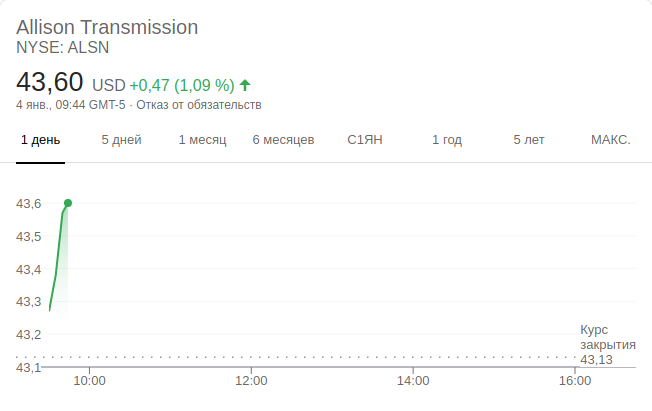 Allison Transmission
NYSE: ALSN
43,60 USD +0,47 (1,09 %)
4 янв., 09:44 GMT-5 · Отказ от обязательств
1 день 5 дней 1 месяц 6 месяцев С1ЯН 1 год 5 лет МАКС.
43,6
43,5
43,4
43,3
43,2
43,1
Курс
закрытия
43,13
10:00 12:00 14:00 16:00